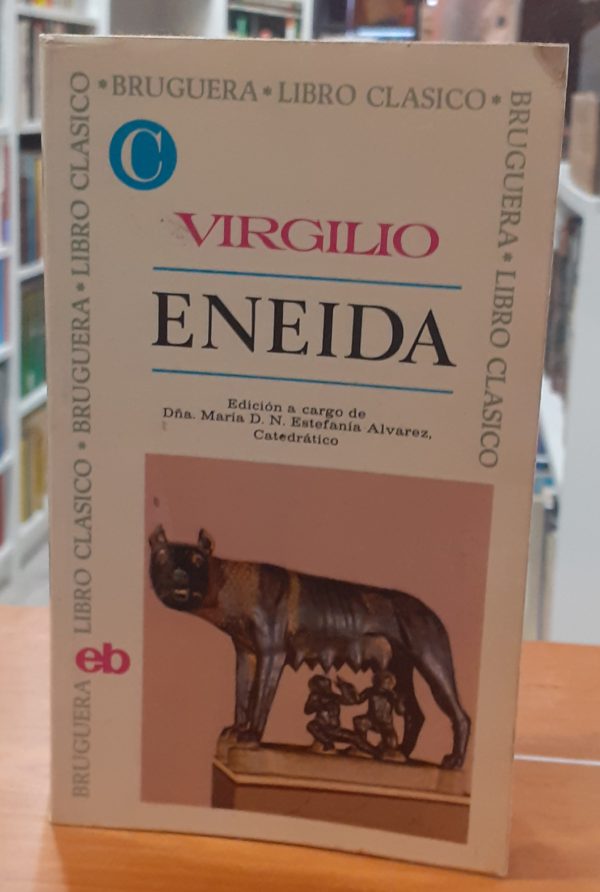 *BRUGUERA*LIBRO CLASICO*
BRUGUERA*LIBRO CLASICO
BRUGUERA LIBRO CLASICO * BRUGUERA * LIBRO CLASICO
C
VIRGILIO
ENEIDA
Edición a cargo de
Dña. María D. N. Estefanía Alvarez,
Catedrático
eb